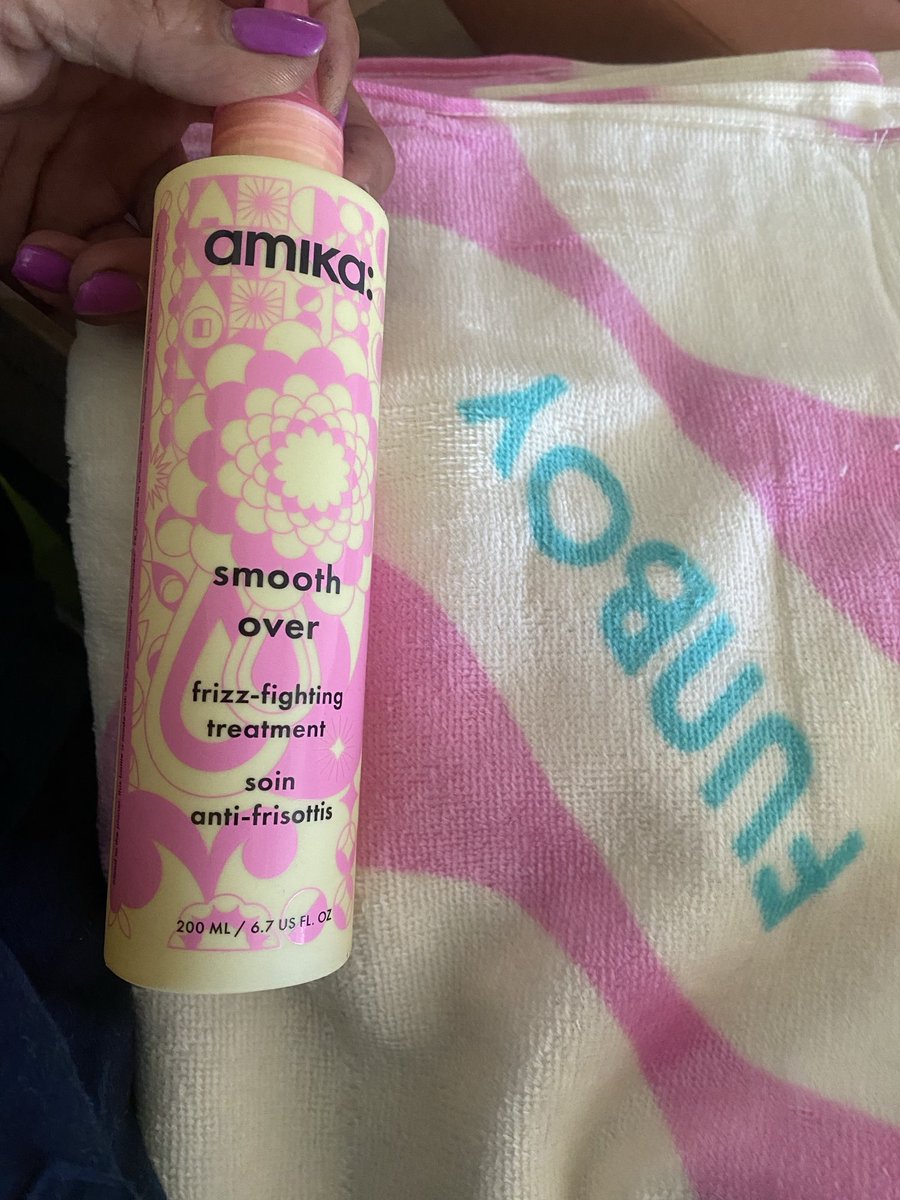 amika:
smooth
over
frizz-fighting
treatment
soin
anti-frisottis
200 ML / 6.7 US FL. OZ
FUNBOY